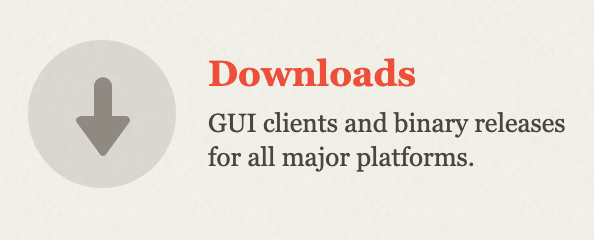 Downloads
GUI clients and binary releases
for all major platforms.